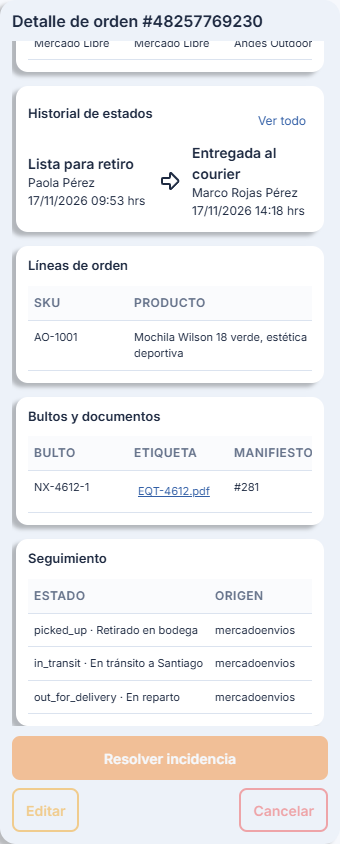 Detalle de orden #48257769230
Mercado Libre Mercado Libre Andes Outdoor
Historial de estados
Ver todo
Lista para retiro
Paola Pérez
17/11/2026 09:53 hrs
Entregada al
courier
Marco Rojas Pérez
17/11/2026 14:18 hrs
Líneas de orden
SKU PRODUCTO
AO-1001 Mochila Wilson 18 verde, estética
deportiva
Bultos y documentos
BULTO ETIQUETA MANIFIESTO
NX-4612-1 EQT-4612.pdf #281
Seguimiento
ESTADO ORIGEN
picked_up · Retirado en bodega mercadoenvios
in_transit · En tránsito a Santiago mercadoenvios
out_for_delivery · En reparto mercadoenvios
Resolver incidencia
Editar Cancelar